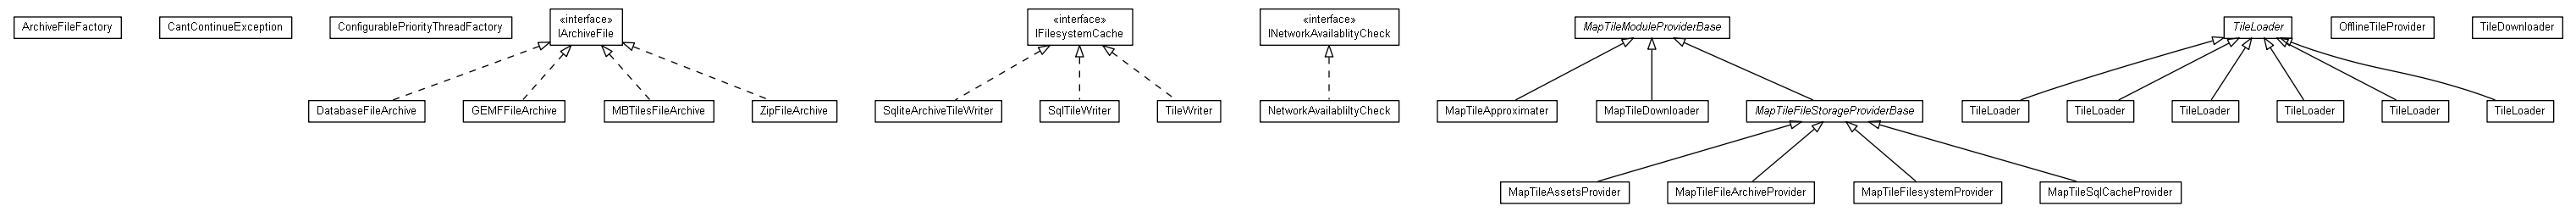 ArchiveFileFactory
CantContinueException
ConfigurablePriorityThreadFactory
«interface»
IArchiveFile
«interface»
IFilesystemCache
«interface»
INetworkAvailablityCheck
MapTileModuleProviderBase
TileLoader
OfflineTileProvider
TileDownloader
DatabaseFileArchive
GEMFFileArchive
MBTilesFileArchive
ZipFileArchive
SqliteArchiveTileWriter
SqlTileWriter
TileWriter
NetworkAvailabliltyCheck
MapTileApproximater
MapTileDownloader
MapTileFileStorageProviderBase
TileLoader
TileLoader
TileLoader
TileLoader
TileLoader
TileLoader
MapTileAssetsProvider
MapTileFileArchiveProvider
MapTileFilesystemProvider
MapTileSqlCacheProvider